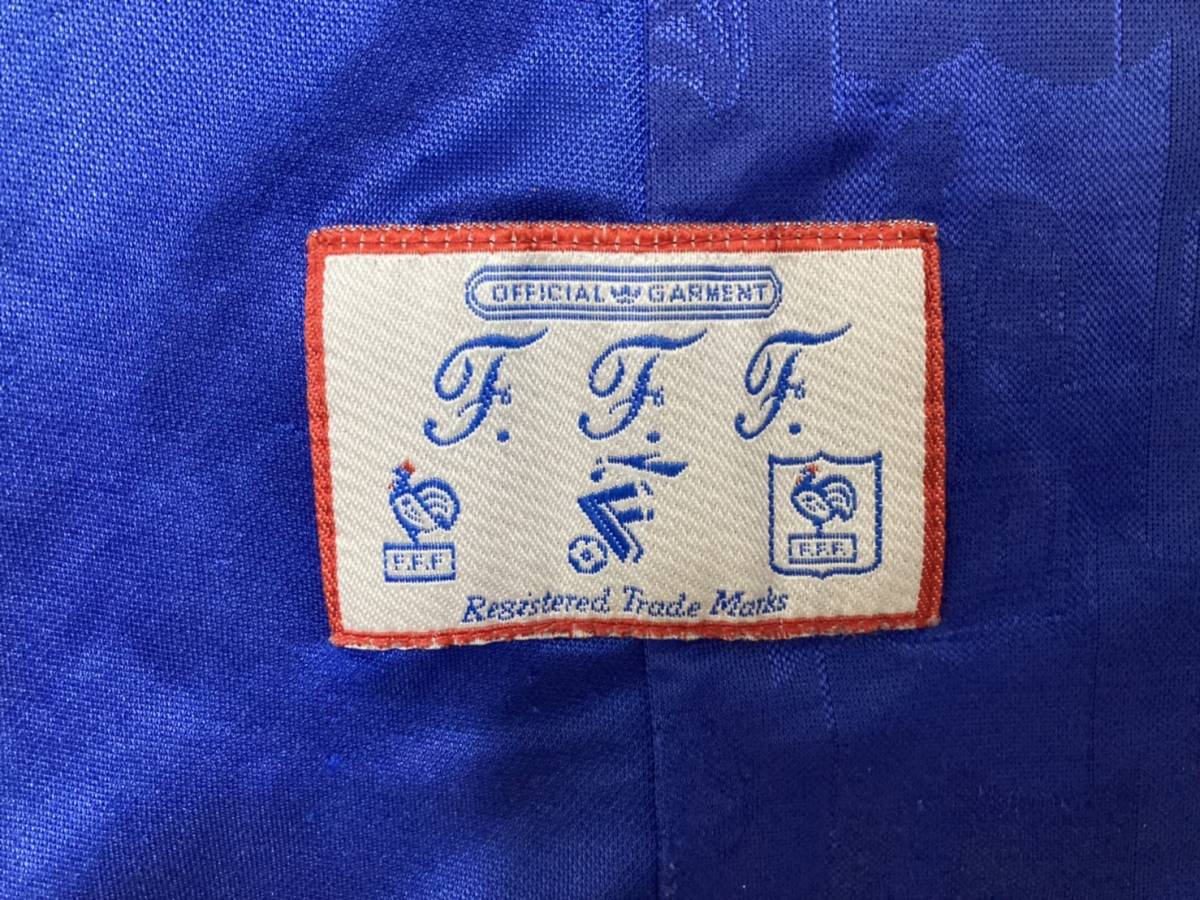 OFFICIAL GARMENT
F. F. F.
F.F.F
F.F.F.
Registered Trade Marks